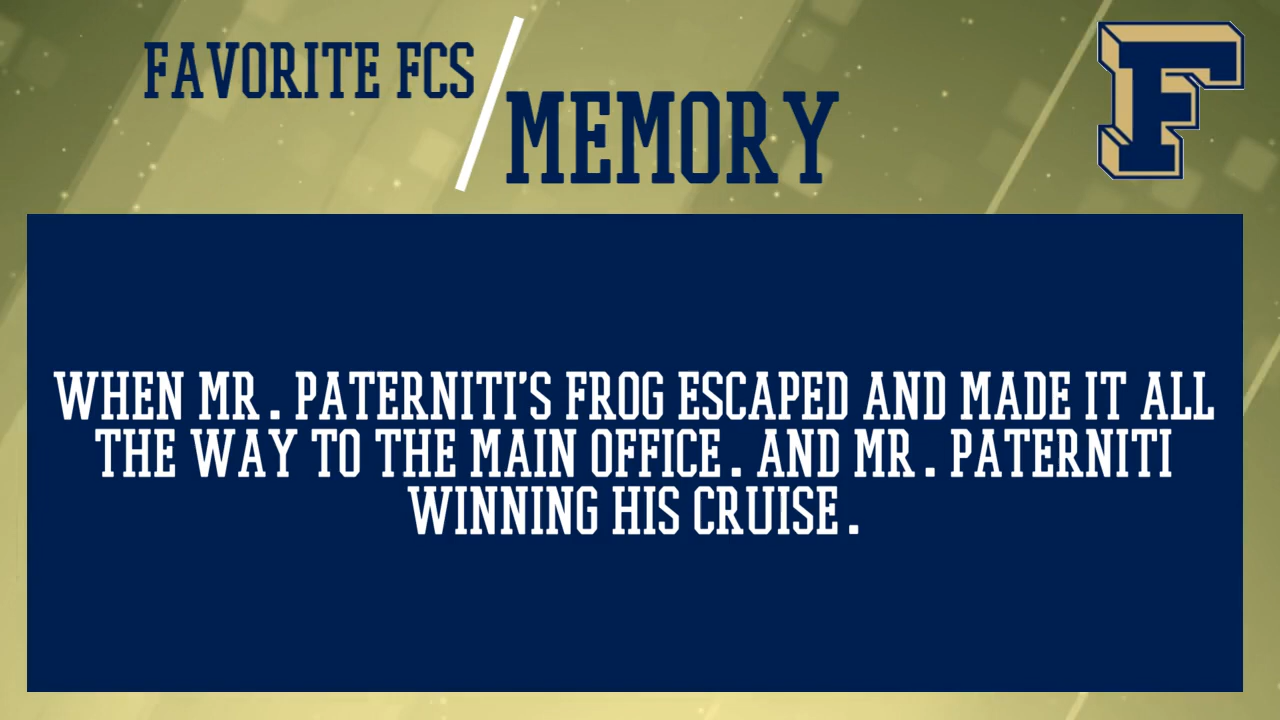 FAVORITE FCS
MEMORY
F
WHEN MR. PATERNITI'S FROG ESCAPED AND MADE IT ALL
THE WAY TO THE MAIN OFFICE. AND MR. PATERNITI
WINNING HIS CRUISE.